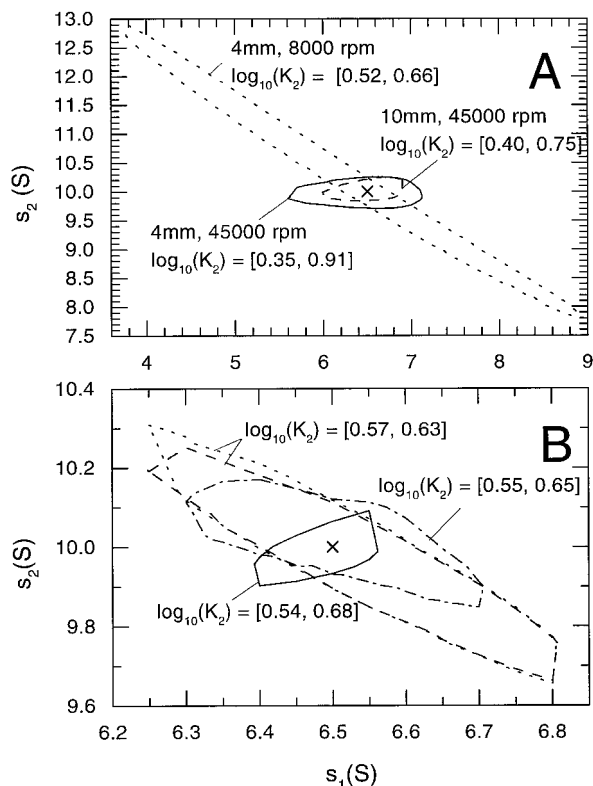 13.0
12.5
12.0
11.5
11.0
10.5
10.0
9.5
9.0
8.5
8.0
7.5
s₂(S)
4mm, 8000 rpm
log₁₀(K₂) = [0.52, 0.66]
A
10mm, 45000 rpm
log₁₀(K₂) = [0.40, 0.75]
4mm, 45000 rpm
log₁₀(K₂) = [0.35, 0.91]
4 5 6 7 8 9
10.4
10.2
10.0
9.8
9.6
s₂(S)
log₁₀(K₂) = [0.57, 0.63]
B
log₁₀(K₂) = [0.55, 0.65]
log₁₀(K₂) = [0.54, 0.68]
6.2 6.3 6.4 6.5 6.6 6.7 6.8
s₁(S)